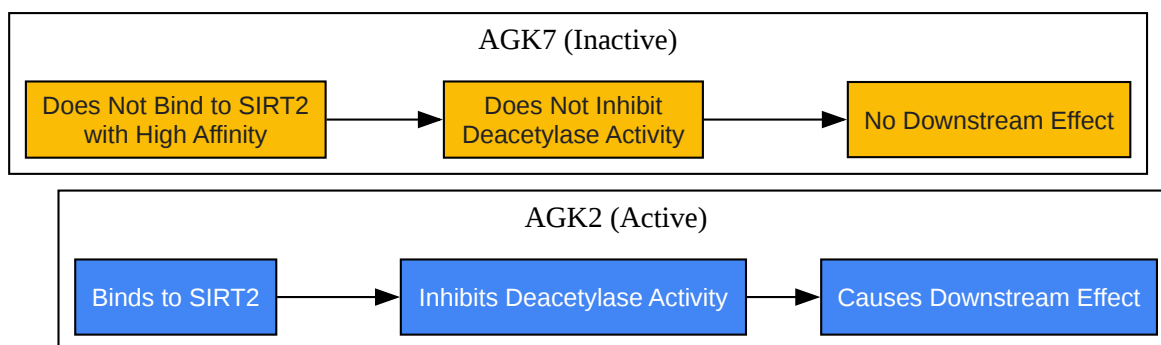 AGK7 (Inactive)
Does Not Bind to SIRT2
with High Affinity
Does Not Inhibit
Deacetylase Activity
No Downstream Effect
AGK2 (Active)
Binds to SIRT2
Inhibits Deacetylase Activity
Causes Downstream Effect